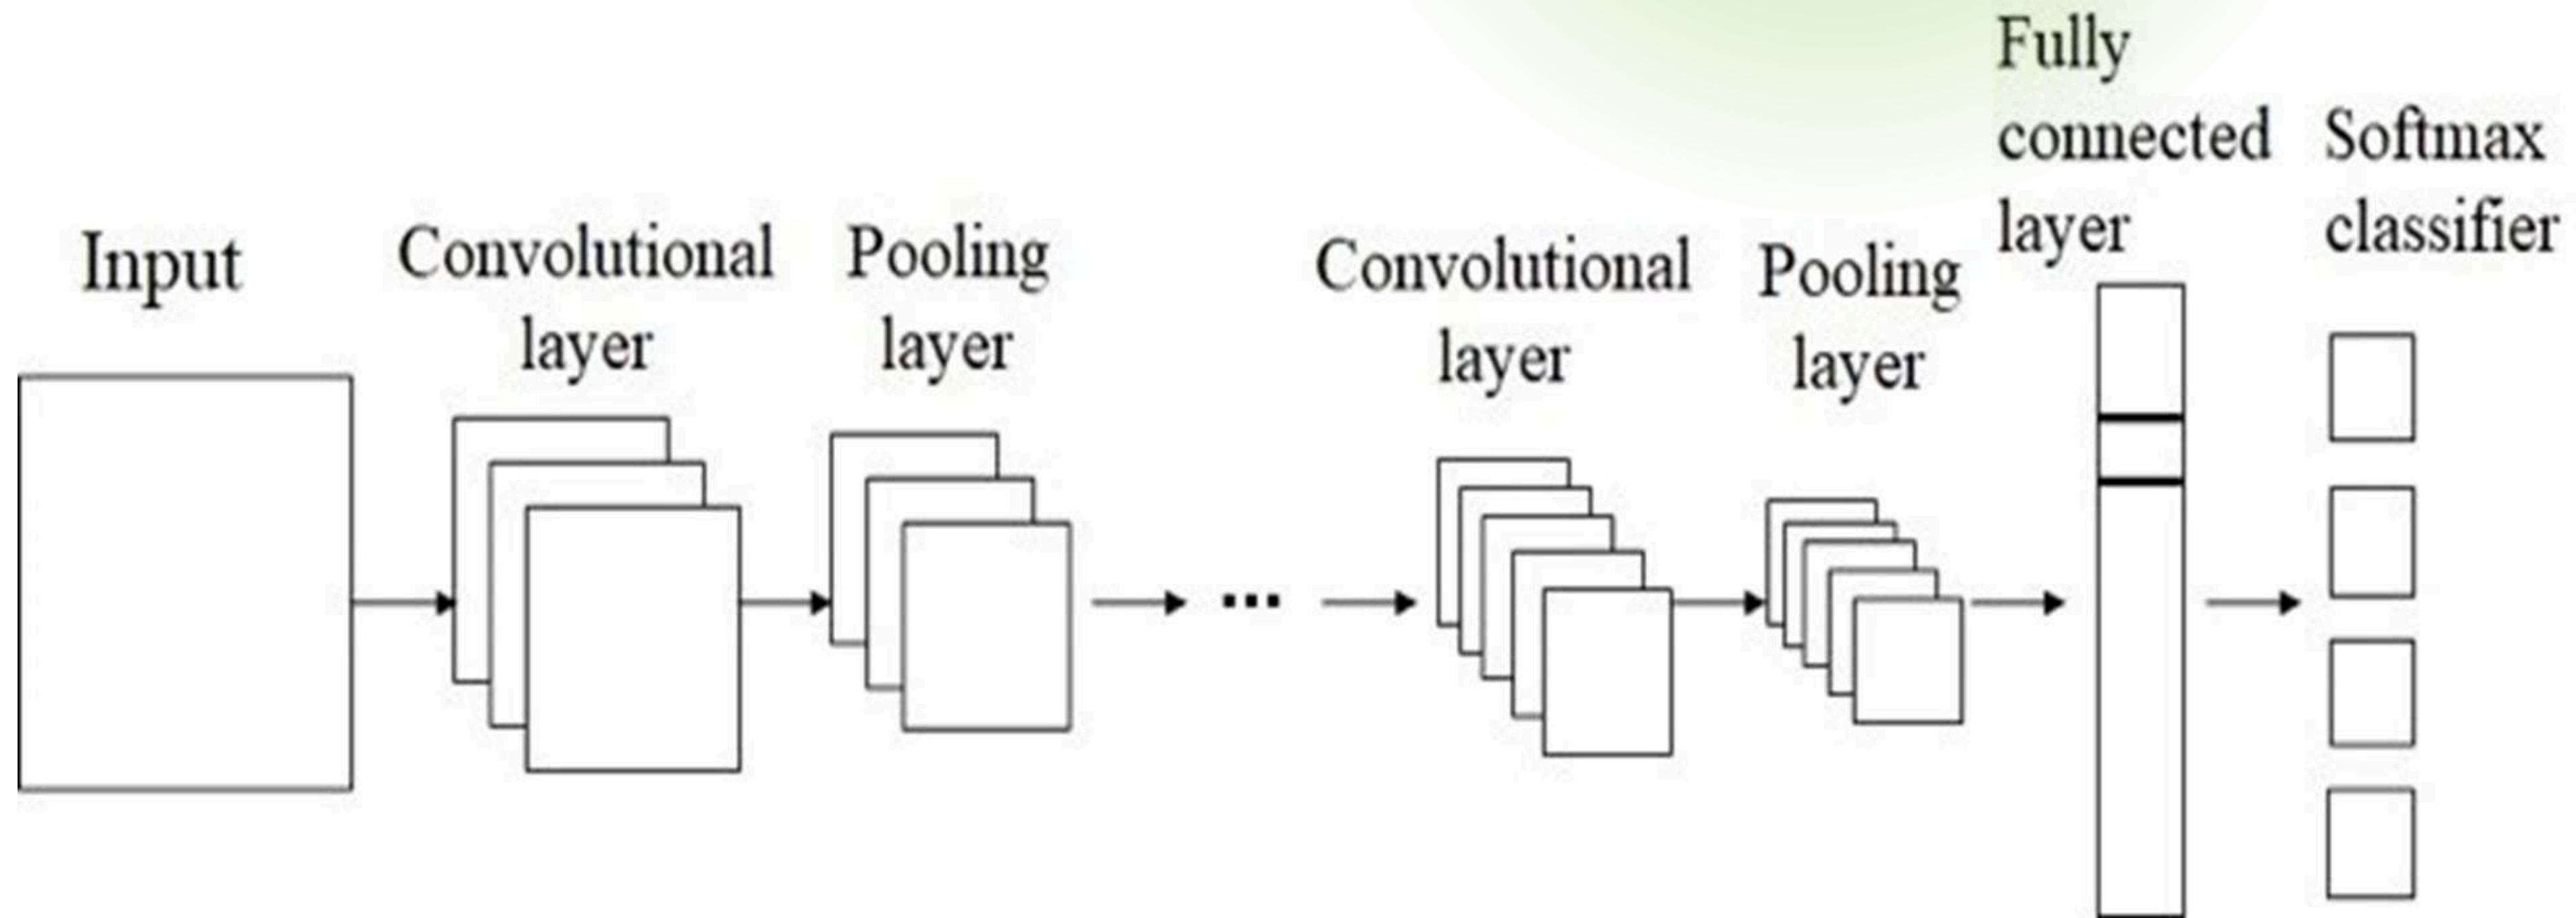 Input
Convolutional
layer
Pooling
layer
...
Convolutional
layer
Pooling
layer
Fully
connected
layer
Softmax
classifier